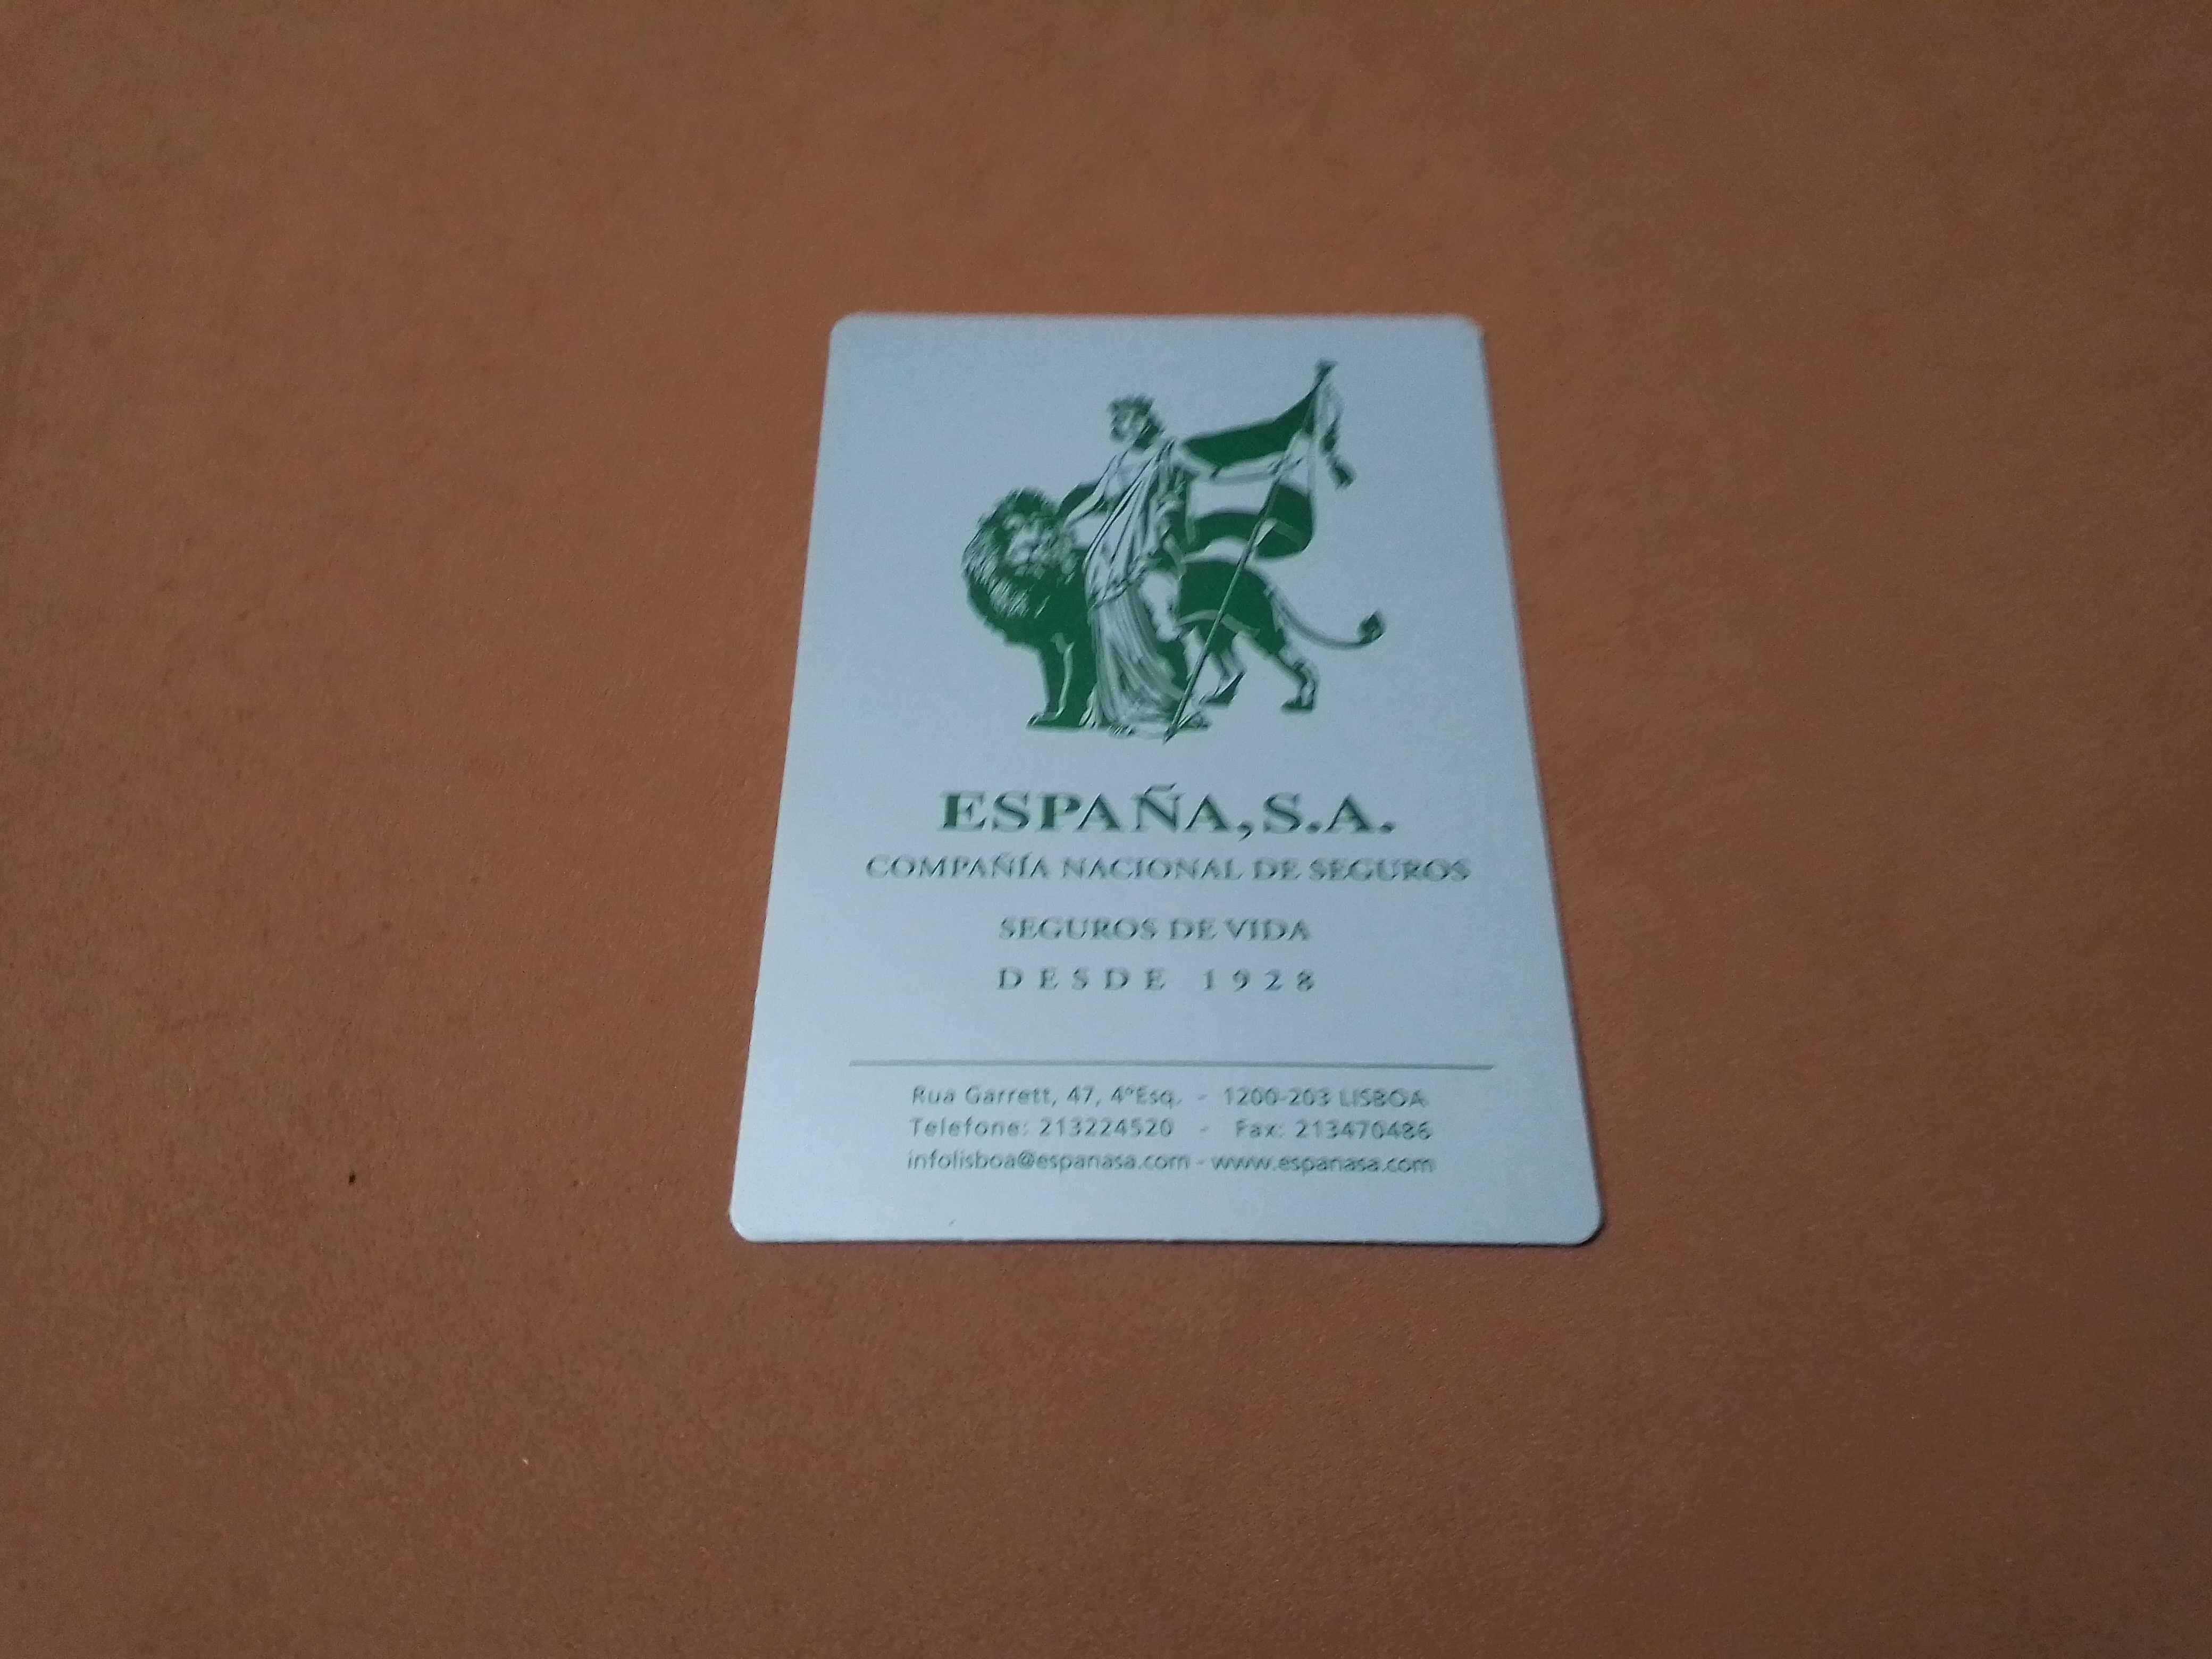 ESPAÑA, S.A.
COMPAÑÍA NACIONAL DE SEGUROS
SEGUROS DE VIDA
DESDE 1928
Rua Garrett, 47, 4ºEsq. - 1200-203 LISBOA
Telefone: 213224520 - Fax: 213470486
infolisboa@espanasa.com - www.espanasa.com